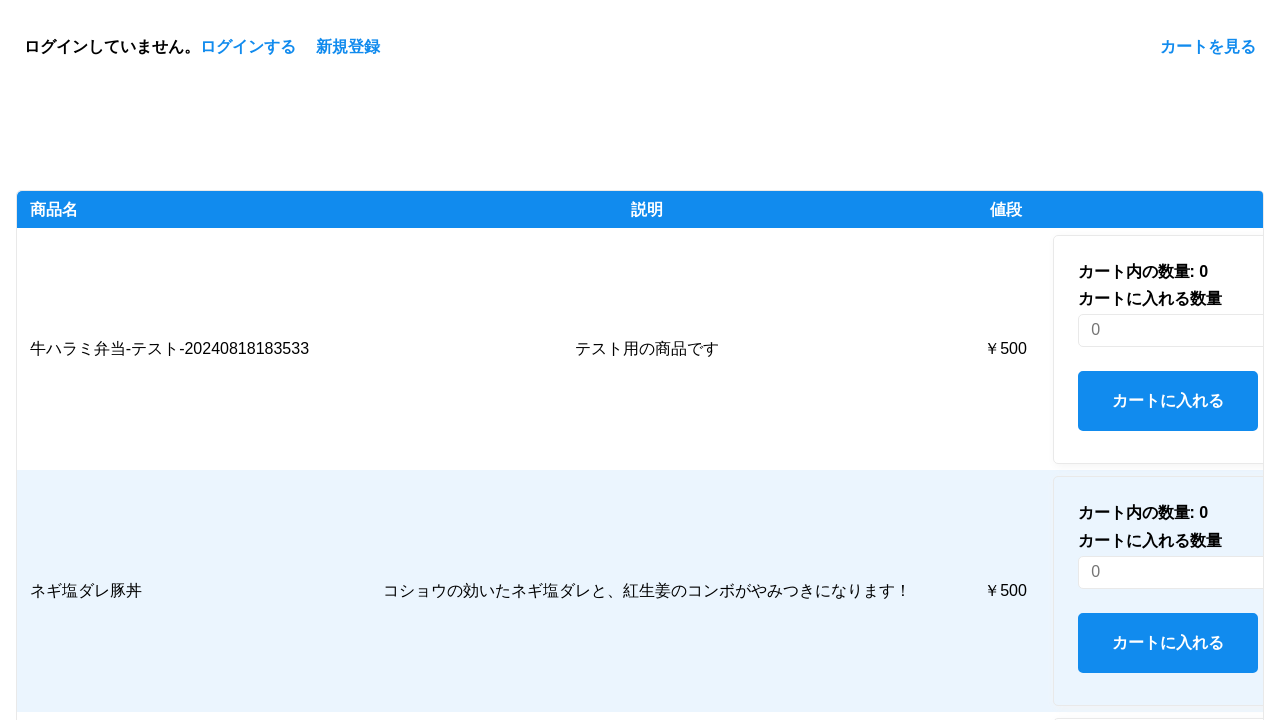 ログインしていません。ログインする 新規登録 カートを見る
商品名 説明 値段
カート内の数量: 0
カートに入れる数量
0
牛ハラミ弁当-テスト-20240818183533 テスト用の商品です ￥500
カートに入れる
カート内の数量: 0
カートに入れる数量
0
ネギ塩ダレ豚丼 コショウの効いたネギ塩ダレと、紅生姜のコンボがやみつきになります！ ￥500
カートに入れる